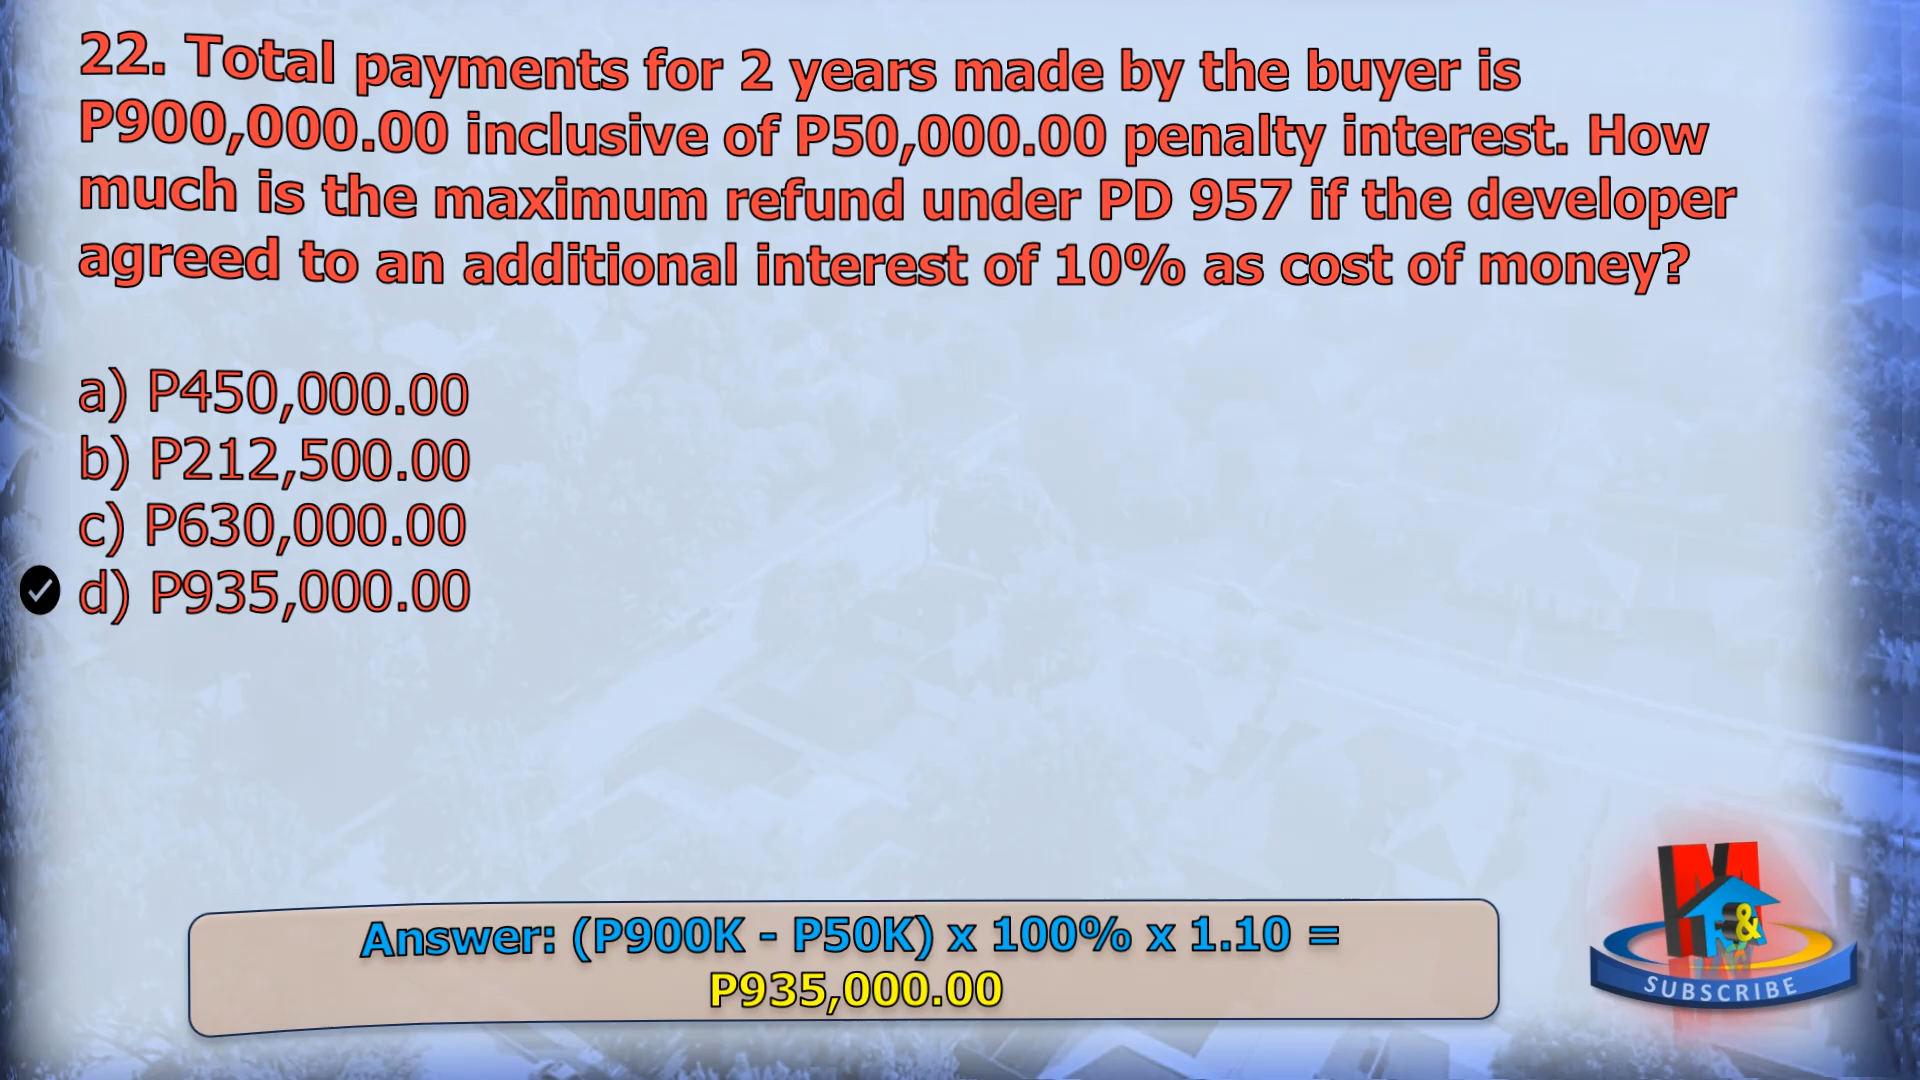 22. Total payments for 2 years made by the buyer is
P900,000.00 inclusive of P50,000.00 penalty interest. How
much is the maximum refund under PD 957 if the developer
agreed to an additional interest of 10% as cost of money?
a) P450,000.00
b) P212,500.00
c) P630,000.00
d) P935,000.00
Answer: (P900K - P50K) x 100% x 1.10 =
P935,000.00
M
&
SUBSCRIBE